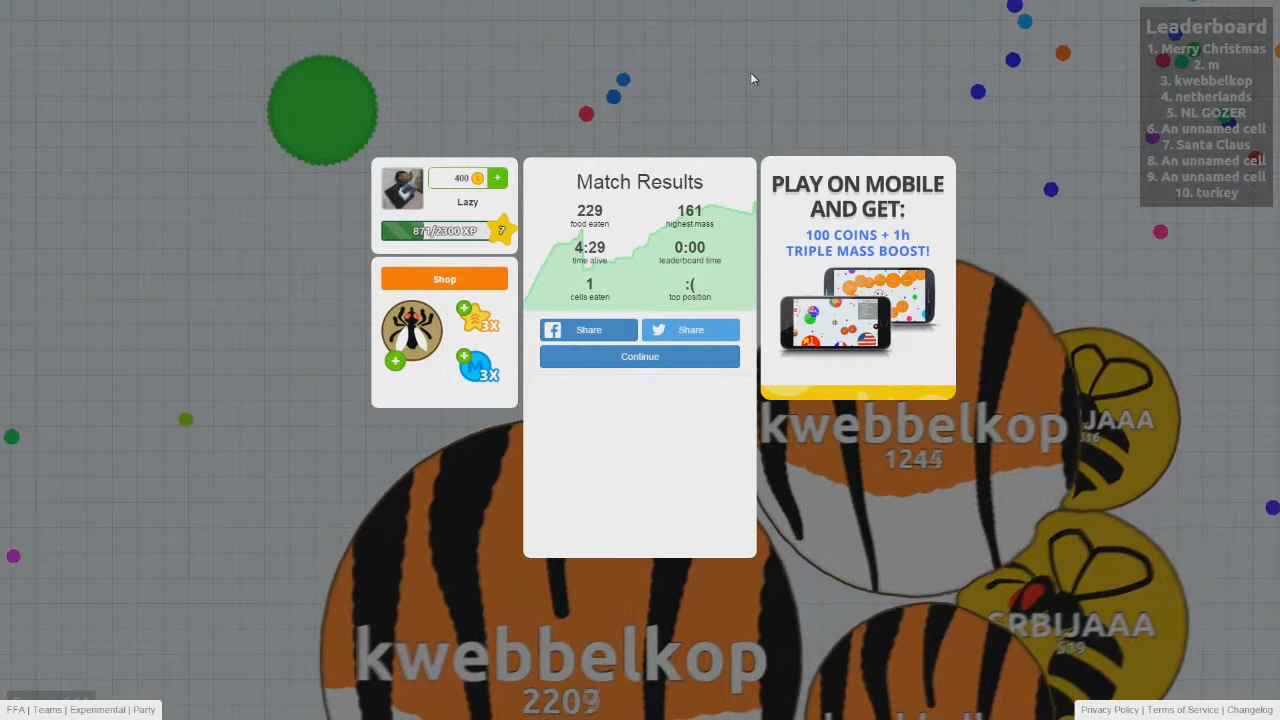 Leaderboard
1. Merry Christmas
2. m
3. kwebbelkop
4. netherlands
5. NL GOZER
6. An unnamed cell
7. Santa Claus
8. An unnamed cell
9. An unnamed cell
10. turkey
400
+
Lazy
871/2300 XP
7
Shop
3X
M
3X
Match Results
229
food eaten
161
highest mass
4:29
time alive
0:00
leaderboard time
1
cells eaten
:(
top position
Share
Share
Continue
PLAY ON MOBILE
AND GET:
100 COINS + 1h
TRIPLE MASS BOOST!
kwebbelkop
JAAA
516
SRBIJAAA
519
kwebbelkop
FFA | Teams | Experimental | Party
Privacy Policy | Terms of Service | Changelog